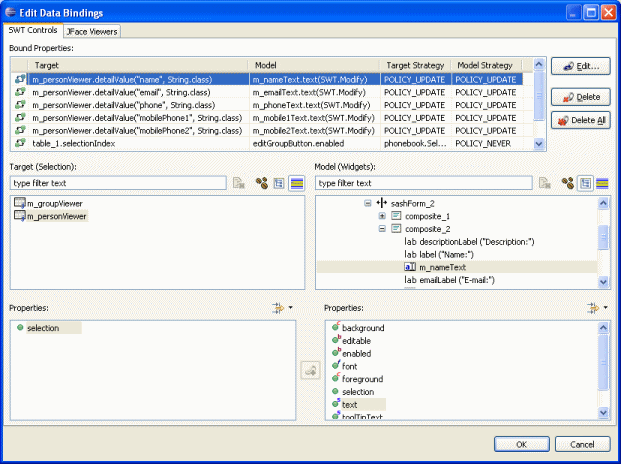 Edit Data Bindings
SWT Controls JFace Viewers
Bound Properties:
Target Model Target Strategy Model Strategy
m_personViewer.detailValue("name", String.class) m_nameText.text(SWT.Modify) POLICY_UPDATE POLICY_UPDATE
m_personViewer.detailValue("email", String.class) m_emailText.text(SWT.Modify) POLICY_UPDATE POLICY_UPDATE
m_personViewer.detailValue("phone", String.class) m_phoneText.text(SWT.Modify) POLICY_UPDATE POLICY_UPDATE
m_personViewer.detailValue("mobilePhone1", String.class) m_mobile1Text.text(SWT.Modify) POLICY_UPDATE POLICY_UPDATE
m_personViewer.detailValue("mobilePhone2", String.class) m_mobile2Text.text(SWT.Modify) POLICY_UPDATE POLICY_UPDATE
table_1.selectionIndex editGroupButton.enabled phonebook.Sel... POLICY_NEVER
Edit...
Delete
Delete All
Target (Selection):
type filter text
m_groupViewer
m_personViewer
Model (Widgets):
type filter text
sashForm_2
composite_1
composite_2
lab descriptionLabel ("Description:")
lab label ("Name:")
m_nameText
lab emailLabel ("E-mail:")
Properties:
selection
Properties:
background
editable
enabled
font
foreground
selection
text
toolTipText
OK Cancel